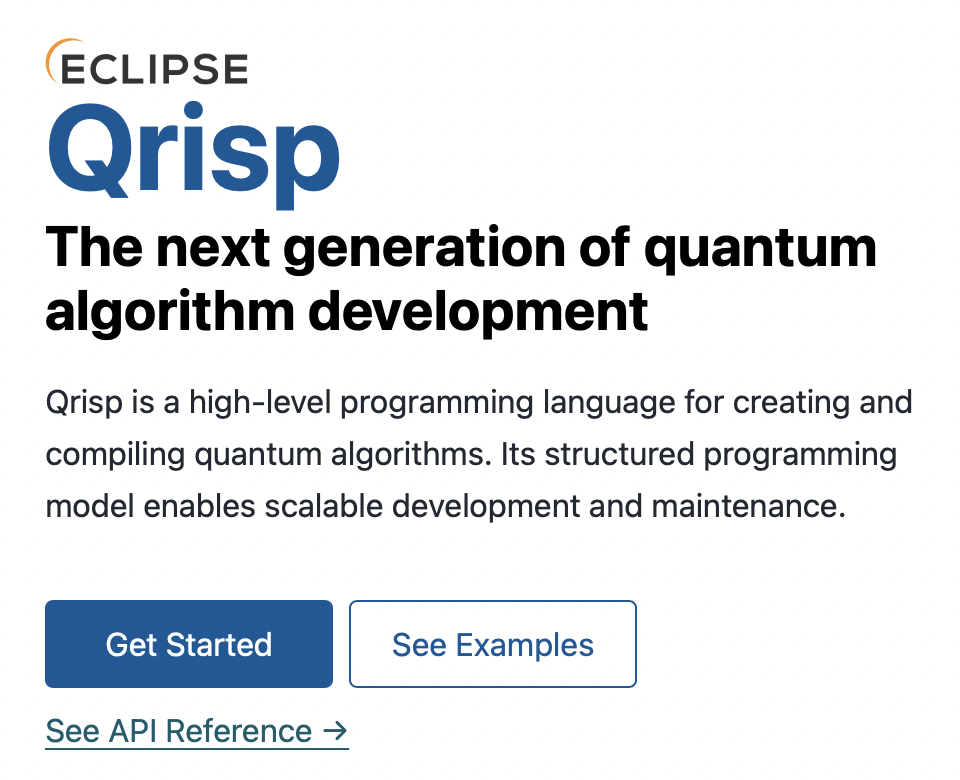 ECLIPSE
Qrisp
The next generation of quantum
algorithm development
Qrisp is a high-level programming language for creating and
compiling quantum algorithms. Its structured programming
model enables scalable development and maintenance.
Get Started
See Examples
See API Reference →